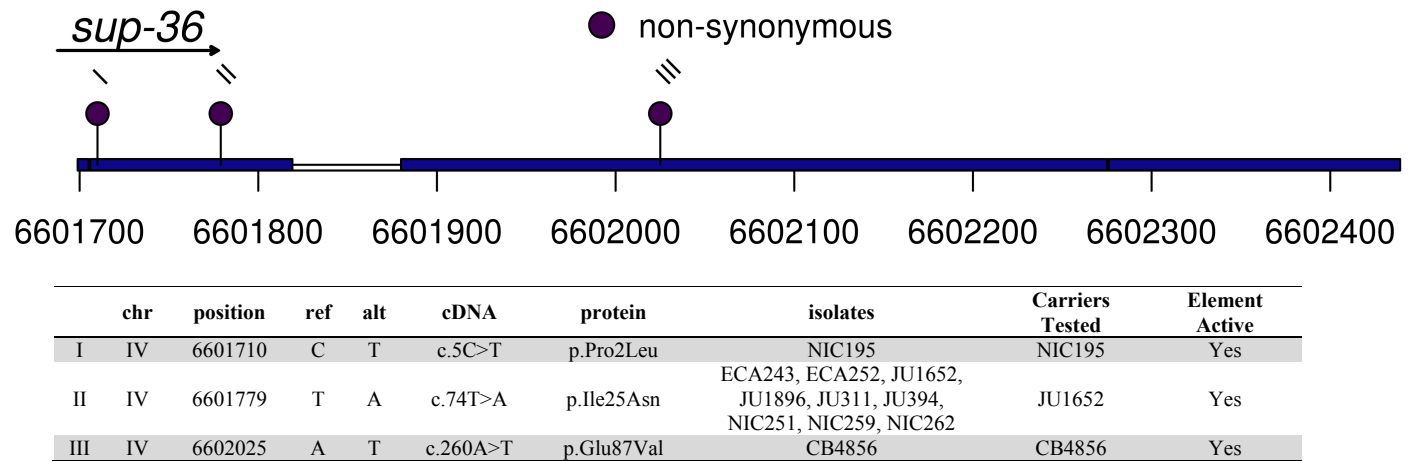 sup-36
non-synonymous
I
II
III
6601700 6601800 6601900 6602000 6602100 6602200 6602300 6602400
chr position ref alt cDNA protein isolates Carriers Tested Element Active
I IV 6601710 C T c.5C>T p.Pro2Leu NIC195 NIC195 Yes
II IV 6601779 T A c.74T>A p.Ile25Asn ECA243, ECA252, JU1652, JU1896, JU311, JU394, NIC251, NIC259, NIC262 JU1652 Yes
III IV 6602025 A T c.260A>T p.Glu87Val CB4856 CB4856 Yes